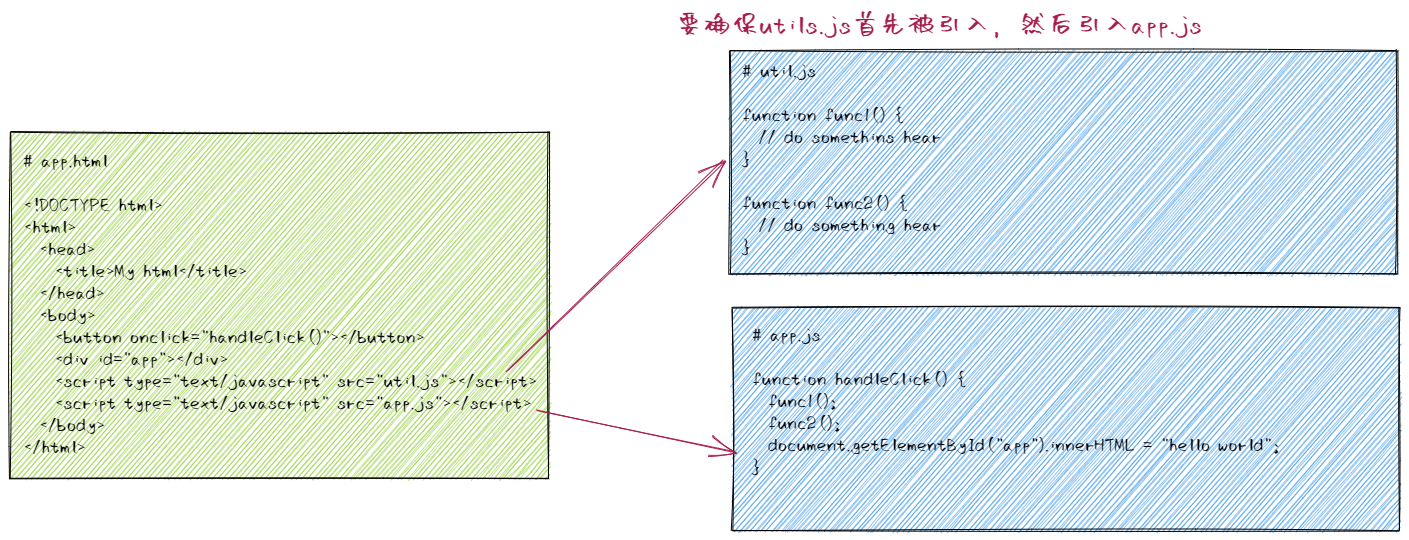 要确保utils.js首先被引入，然后引入app.js
# app.html
<!DOCTYPE html>
<html>
<head>
<title>My html</title>
</head>
<body>
<button onclick="handleClick()"></button>
<div id="app"></div>
<script type="text/javascript" src="util.js"></script>
<script type="text/javascript" src="app.js"></script>
</body>
</html>
# util.js
function func1() {
// do somethins hear
}
function func2() {
// do something hear
}
# app.js
function handleClick() {
func1();
func2();
document.getElementById("app").innerHTML = "hello world";
}